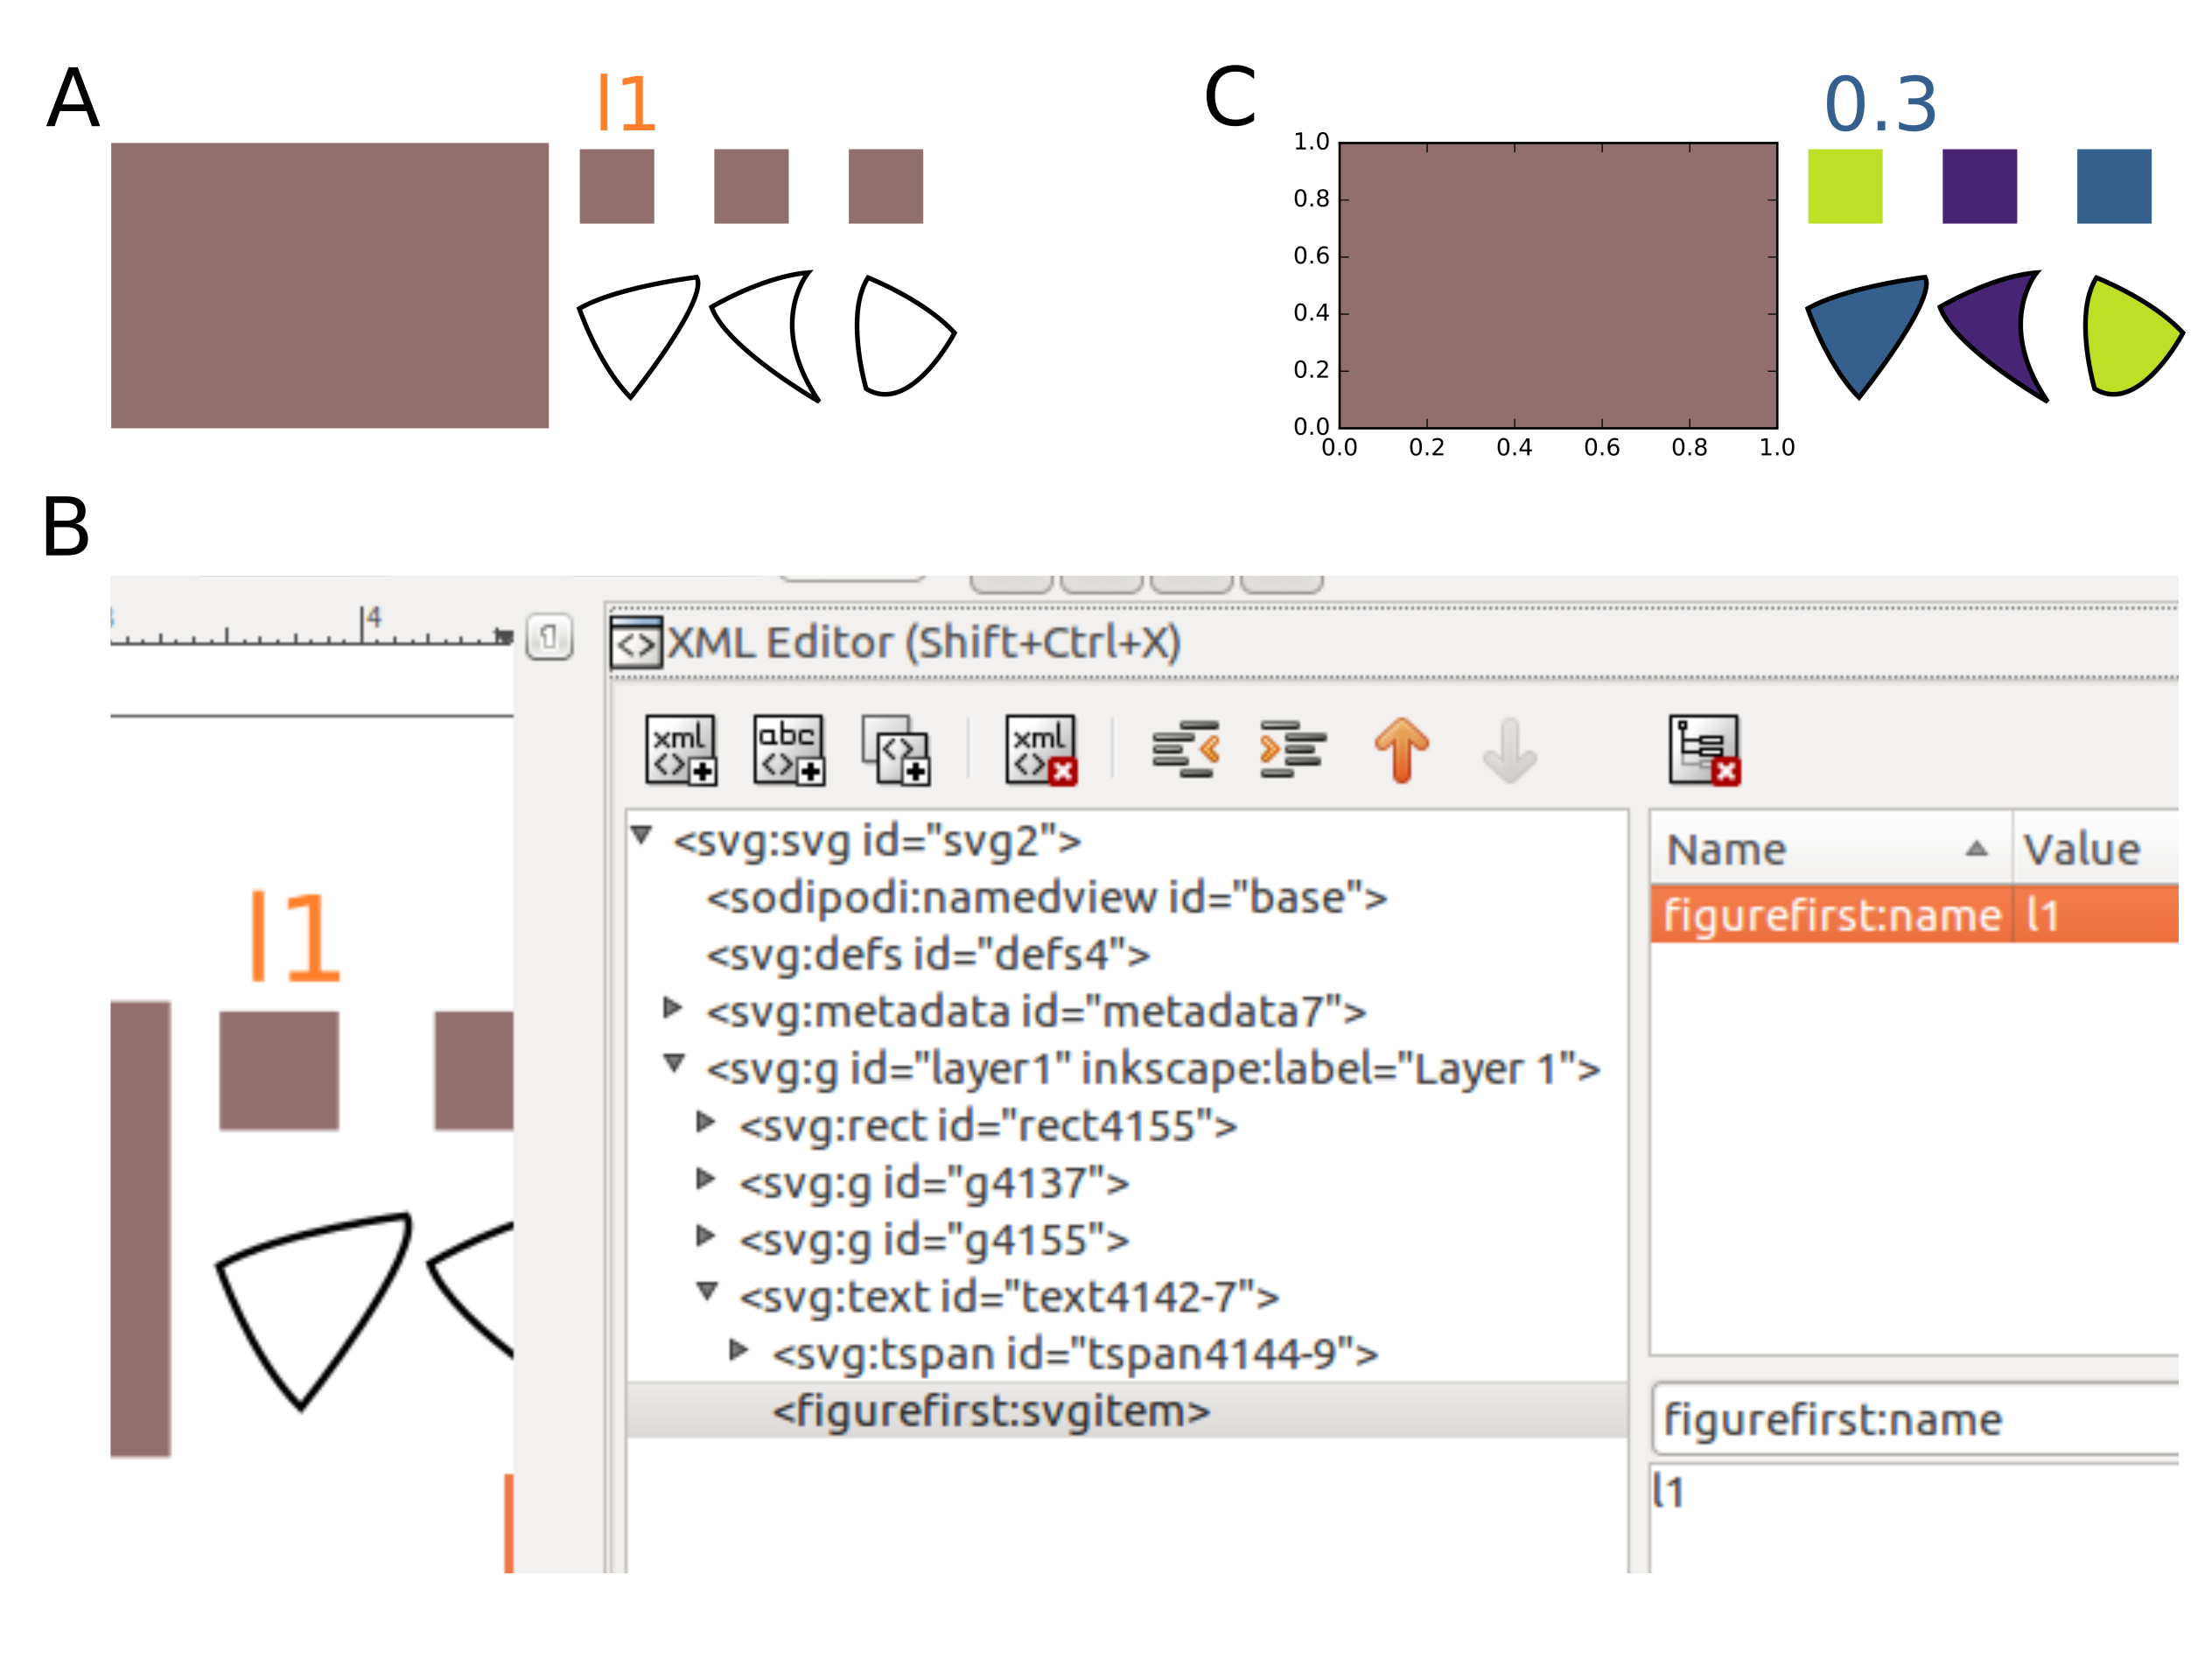 A
l1
C
0.3
1.0
0.8
0.6
0.4
0.2
0.0
0.0 0.2 0.4 0.6 0.8 1.0
B
4
XML Editor (Shift+Ctrl+X)
xml <> abc <> <> xml <>
<svg:svg id="svg2">
<sodipodi:namedview id="base">
<svg:defs id="defs4">
<svg:metadata id="metadata7">
<svg:g id="layer1" inkscape:label="Layer 1">
<svg:rect id="rect4155">
<svg:g id="g4137">
<svg:g id="g4155">
<svg:text id="text4142-7">
<svg:tspan id="tspan4144-9">
<figurefirst:svgitem>
Name Value
figurefirst:name l1
figurefirst:name
l1
l1